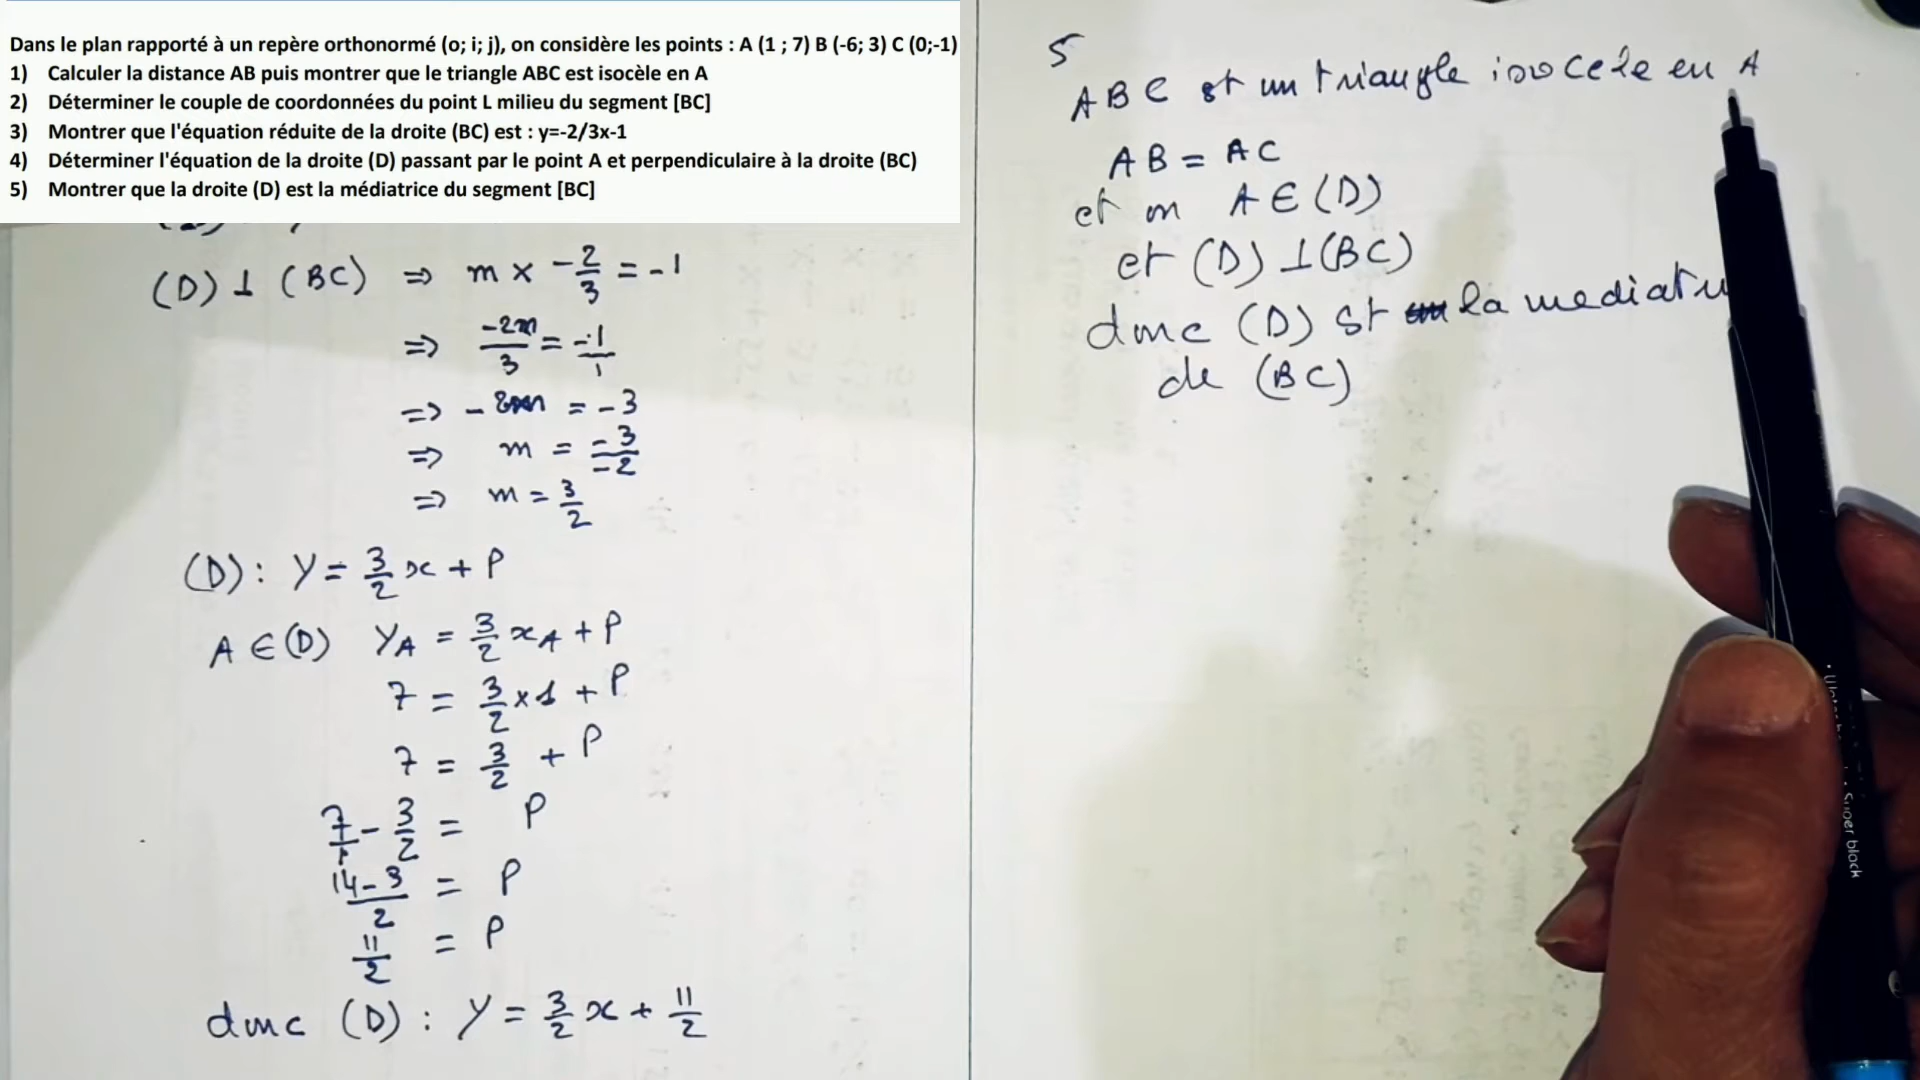 Dans le plan rapporté à un repère orthonormé (o; i; j), on considère les points : A (1 ; 7) B (-6; 3) C (0;-1)
1) Calculer la distance AB puis montrer que le triangle ABC est isocèle en A
2) Déterminer le couple de coordonnées du point L milieu du segment [BC]
3) Montrer que l'équation réduite de la droite (BC) est : y=-2/3x-1
4) Déterminer l'équation de la droite (D) passant par le point A et perpendiculaire à la droite (BC)
5) Montrer que la droite (D) est la médiatrice du segment [BC]
(D) ⊥ (BC) ⇒ m × -2/3 = -1
⇒ -2m/3 = -1/1
⇒ -2m = -3
⇒ m = -3/-2
⇒ m = 3/2
(D): Y = 3/2 x + P
A ∈ (D) YA = 3/2 xA + P
7 = 3/2 × 1 + P
7 = 3/2 + P
7/1 - 3/2 = P
14-3/2 = P
11/2 = P
donc (D) : Y = 3/2 x + 11/2
5
ABC est un triangle isocele en A
AB = AC
et on A ∈ (D)
et (D) ⊥ (BC)
donc (D) est la mediatri
de (BC)
Super black